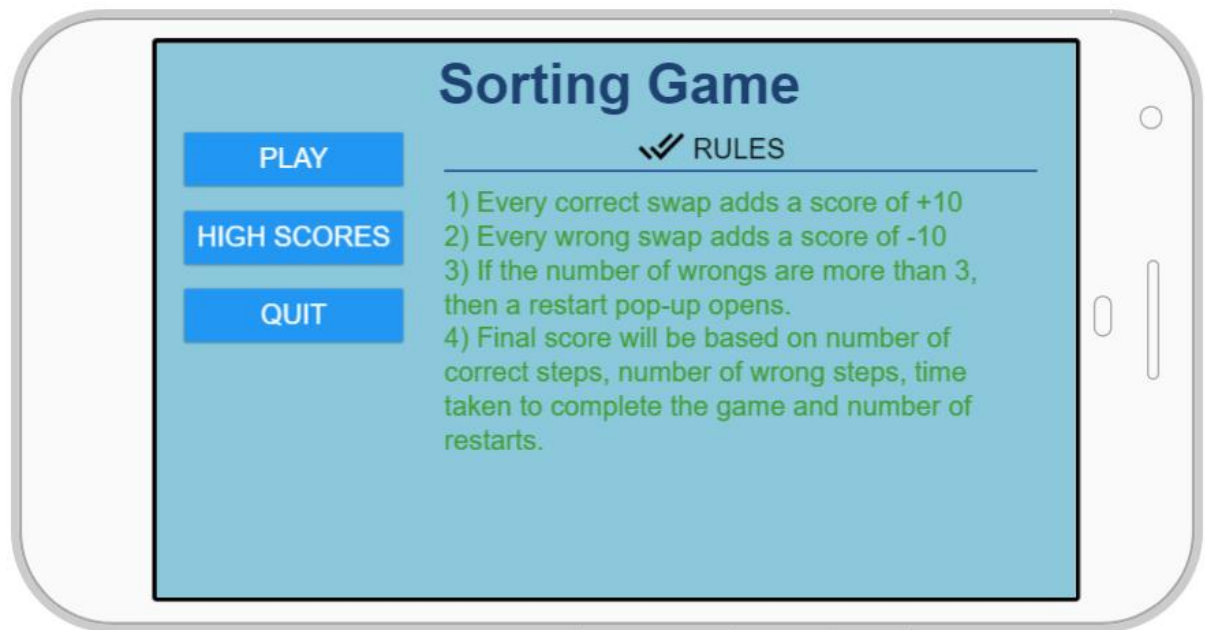 Sorting Game
PLAY
HIGH SCORES
QUIT
RULES
1) Every correct swap adds a score of +10
2) Every wrong swap adds a score of -10
3) If the number of wrongs are more than 3,
then a restart pop-up opens.
4) Final score will be based on number of
correct steps, number of wrong steps, time
taken to complete the game and number of
restarts.